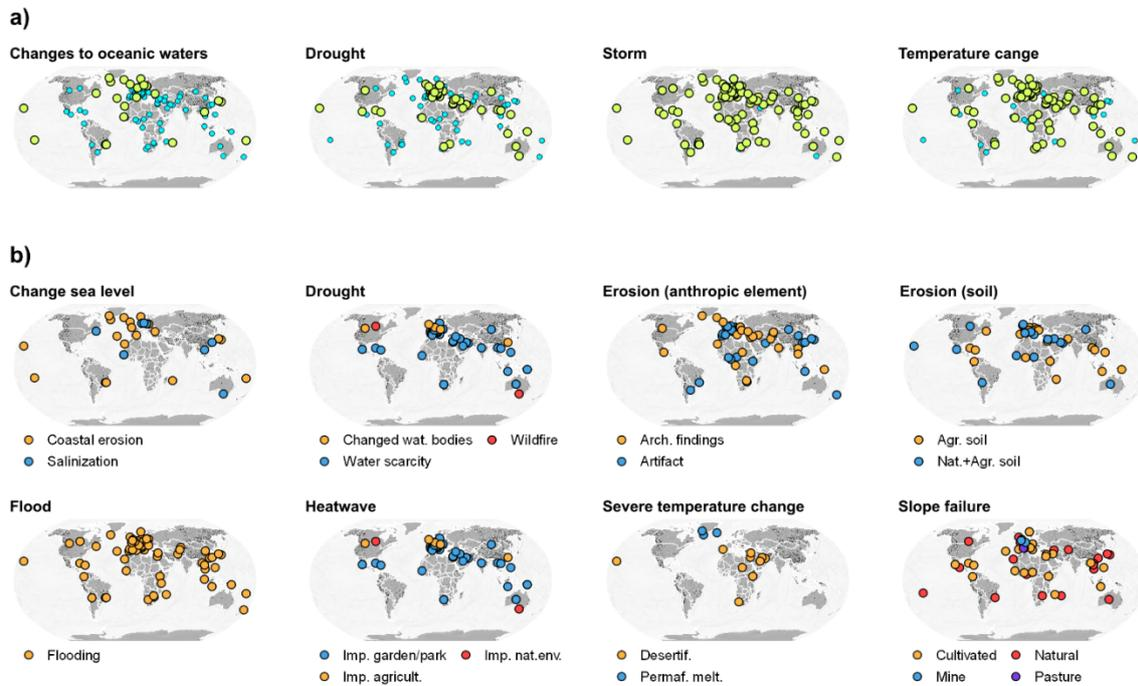 a)
Changes to oceanic waters Drought Storm Temperature cange
b)
Change sea level Drought Erosion (anthropic element) Erosion (soil)
Coastal erosion Changed wat. bodies Wildfire Arch. findings Agr. soil
Salinization Water scarcity Artifact Nat.+Agr. soil
Flood Heatwave Severe temperature change Slope failure
Flooding Imp. garden/park Imp. nat.env. Desertif. Cultivated Natural
Imp. agricult. Permaf. melt. Mine Pasture